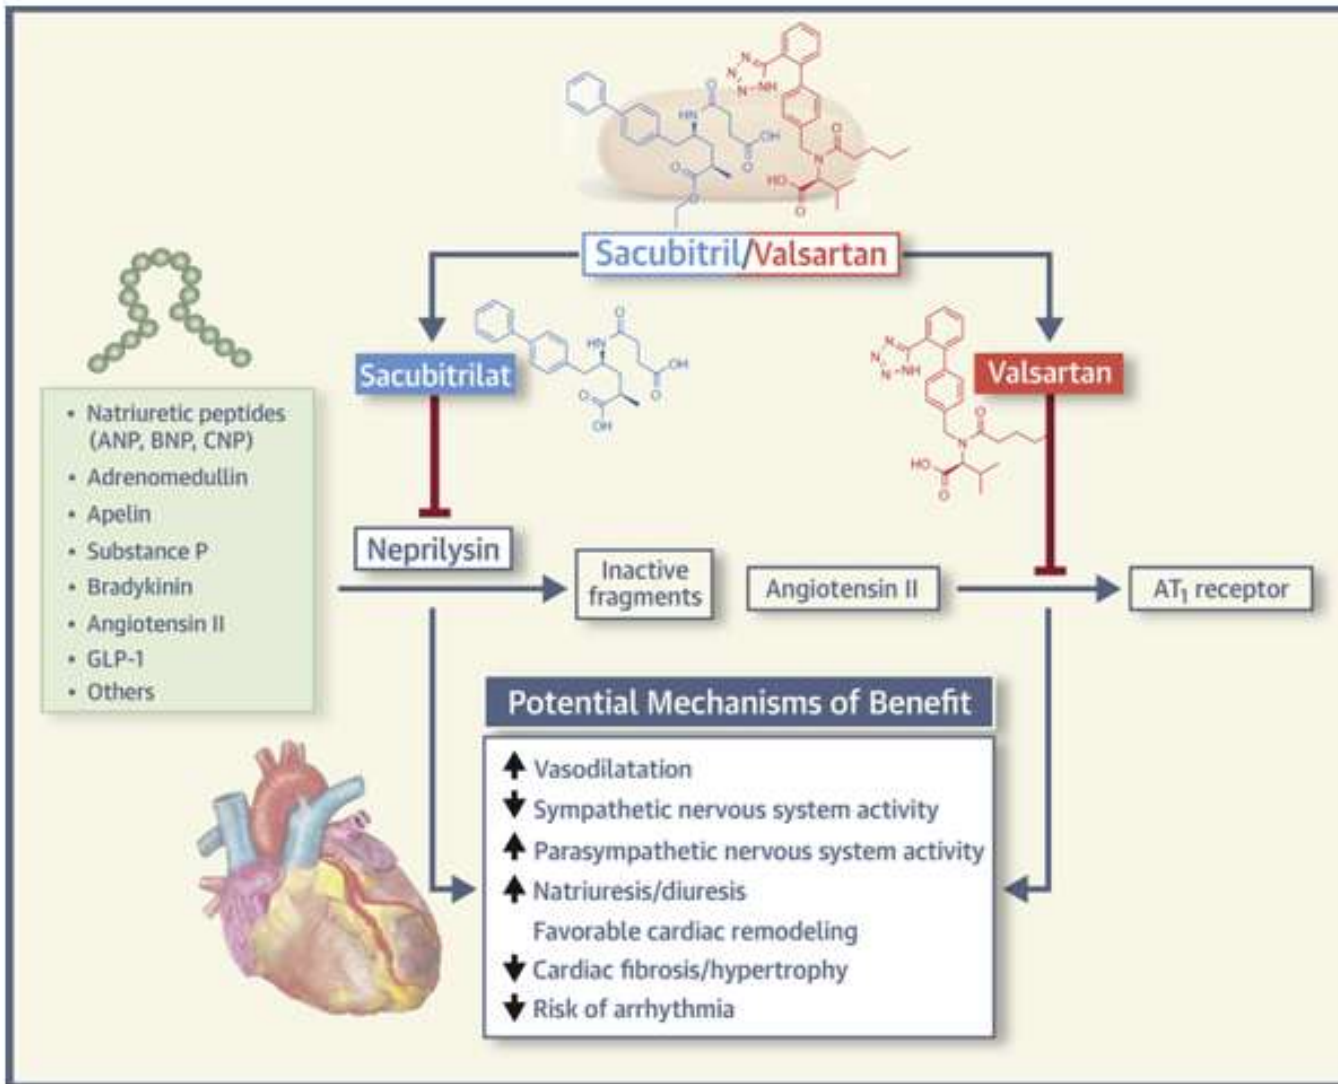 Sacubitril/Valsartan
Sacubitrilat
Valsartan
• Natriuretic peptides
(ANP, BNP, CNP)
• Adrenomedullin
• Apelin
• Substance P
• Bradykinin
• Angiotensin II
• GLP-1
• Others
Neprilysin
Inactive
fragments
Angiotensin II
AT₁ receptor
Potential Mechanisms of Benefit
Vasodilatation
Sympathetic nervous system activity
Parasympathetic nervous system activity
Natriuresis/diuresis
Favorable cardiac remodeling
Cardiac fibrosis/hypertrophy
Risk of arrhythmia